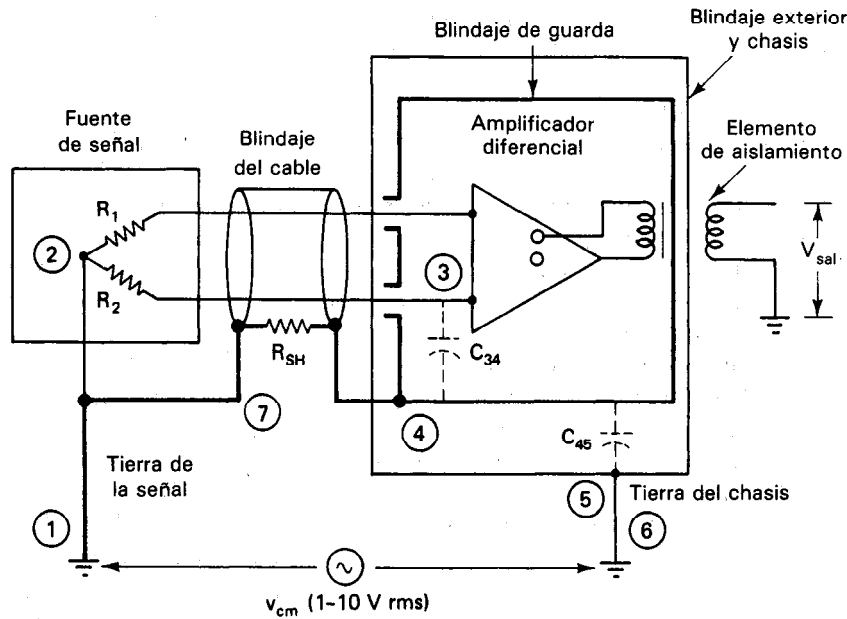 Blindaje exterior
y chasis
Blindaje de guarda
Fuente
de señal
Blindaje
del cable
Amplificador
diferencial
Elemento
de aislamiento
R1
2
R2
3
Vsal
RSH
C34
7
4
C45
Tierra de
la señal
5
Tierra del chasis
1
6
vcm (1-10 V rms)